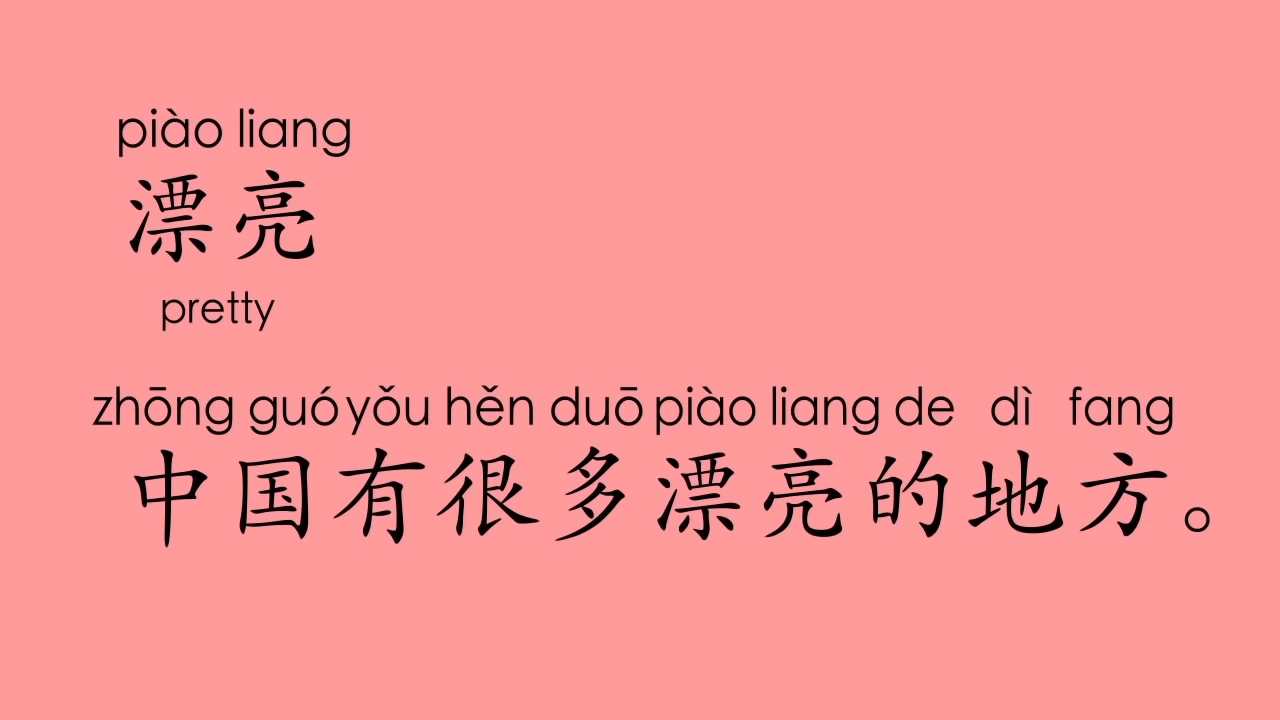 piào liang
漂亮
pretty
zhōng guó yǒu hěn duō piào liang de dì fang
中国有很多漂亮的地方。